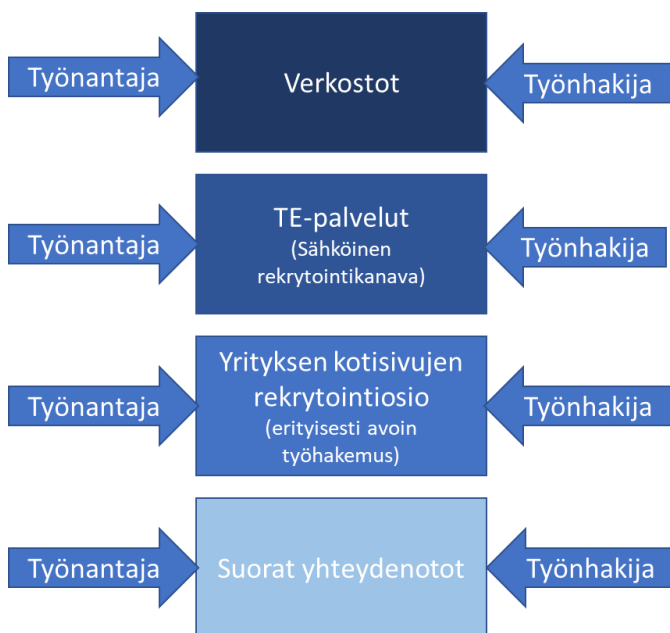 Työnantaja
Verkostot
Työnhakija
Työnantaja
TE-palvelut
(Sähköinen
rekrytointikanava)
Työnhakija
Työnantaja
Yrityksen kotisivujen
rekrytointiosio
(erityisesti avoin
työhakemus)
Työnhakija
Työnantaja
Suorat yhteydenotot
Työnhakija